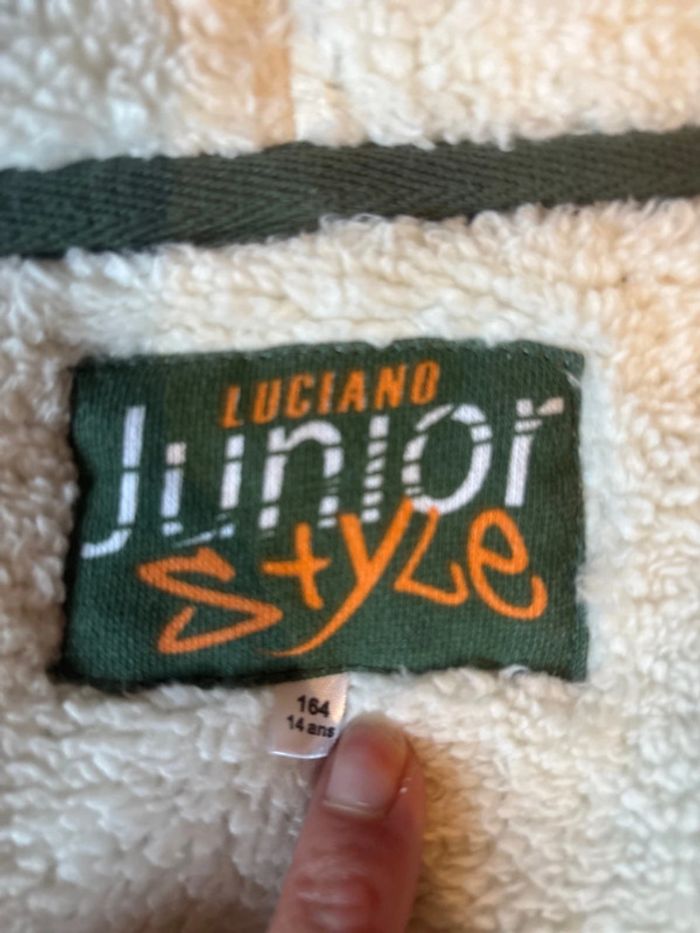 LUCIANO
Junior
Style
164
14 ans